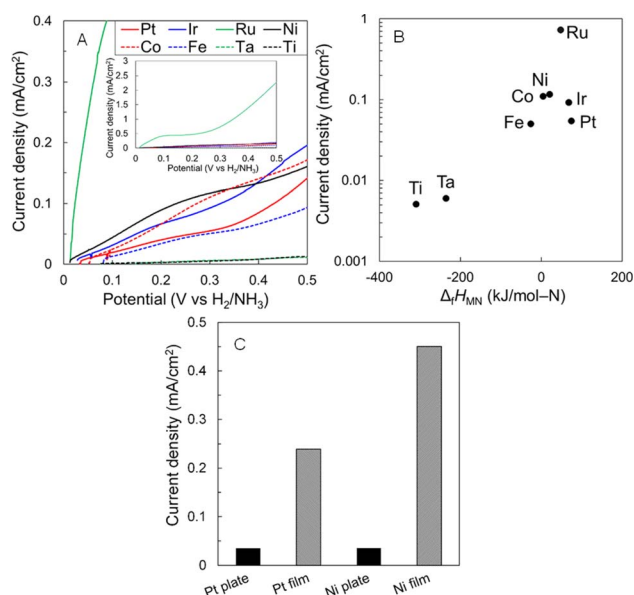 A
Current density (mA/cm²)
0.4
0.3
0.2
0.1
0
Pt Ir Ru Ni
Co Fe Ta Ti
Current density (mA/cm²)
3
2.5
2
1.5
1
0.5
0
0 0.1 0.2 0.3 0.4 0.5
Potential (V vs H₂/NH₃)
0 0.1 0.2 0.3 0.4 0.5
Potential (V vs H₂/NH₃)
B
Current density (mA/cm²)
1
0.1
0.01
0.001
Ru
Ni
Co
Ir
Fe
Pt
Ti
Ta
-400 -200 0 200
ΔfHMN (kJ/mol–N)
C
Current density (mA/cm²)
0.5
0.4
0.3
0.2
0.1
0
Pt plate
Pt film
Ni plate
Ni film